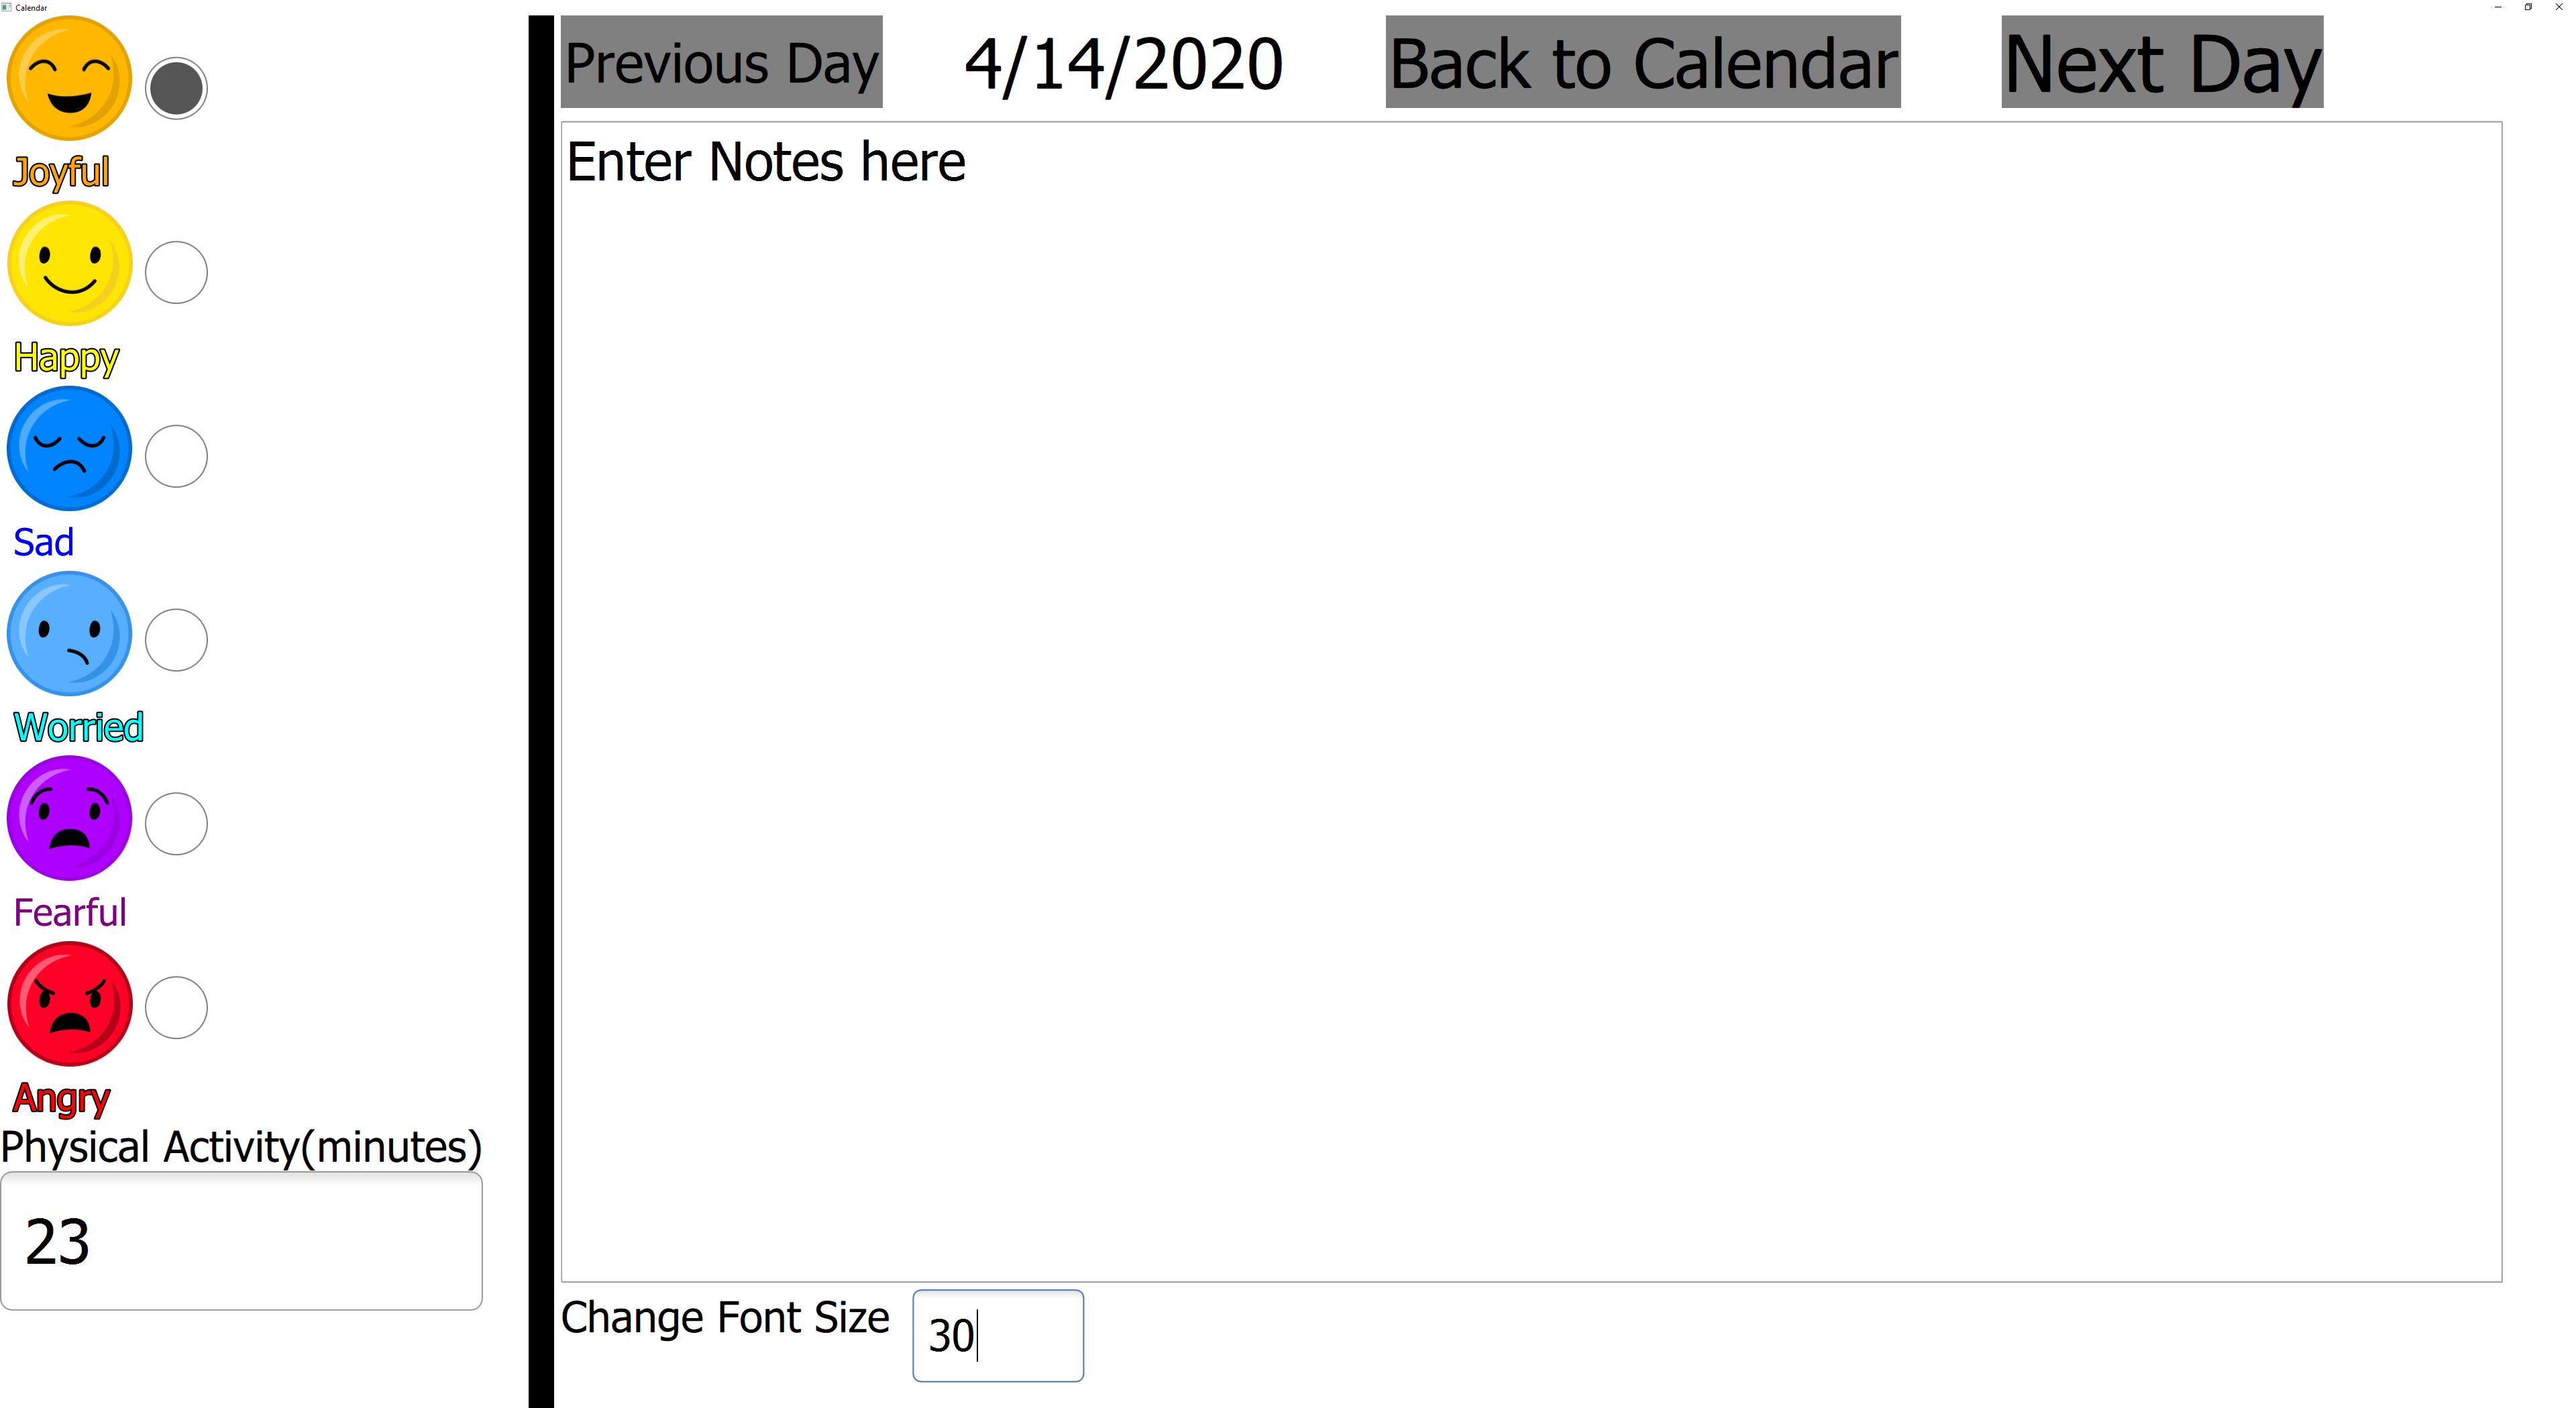 Calendar
Joyful
Happy
Sad
Worried
Fearful
Angry
Physical Activity(minutes)
23
Previous Day 4/14/2020 Back to Calendar Next Day
Enter Notes here
Change Font Size 30